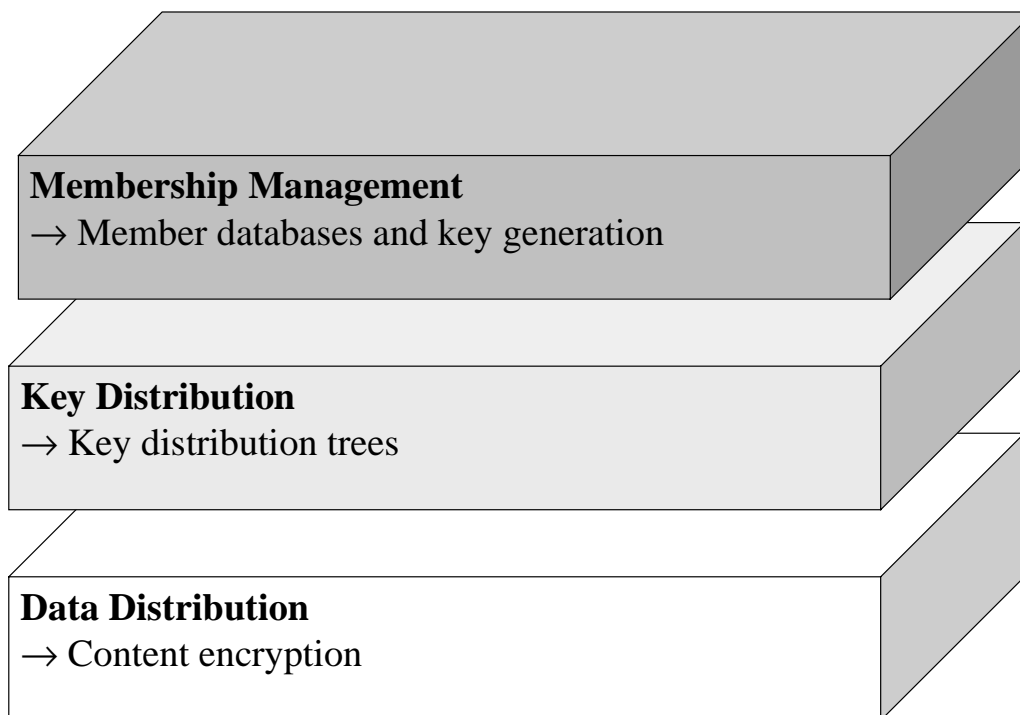 Membership Management
→ Member databases and key generation
Key Distribution
→ Key distribution trees
Data Distribution
→ Content encryption